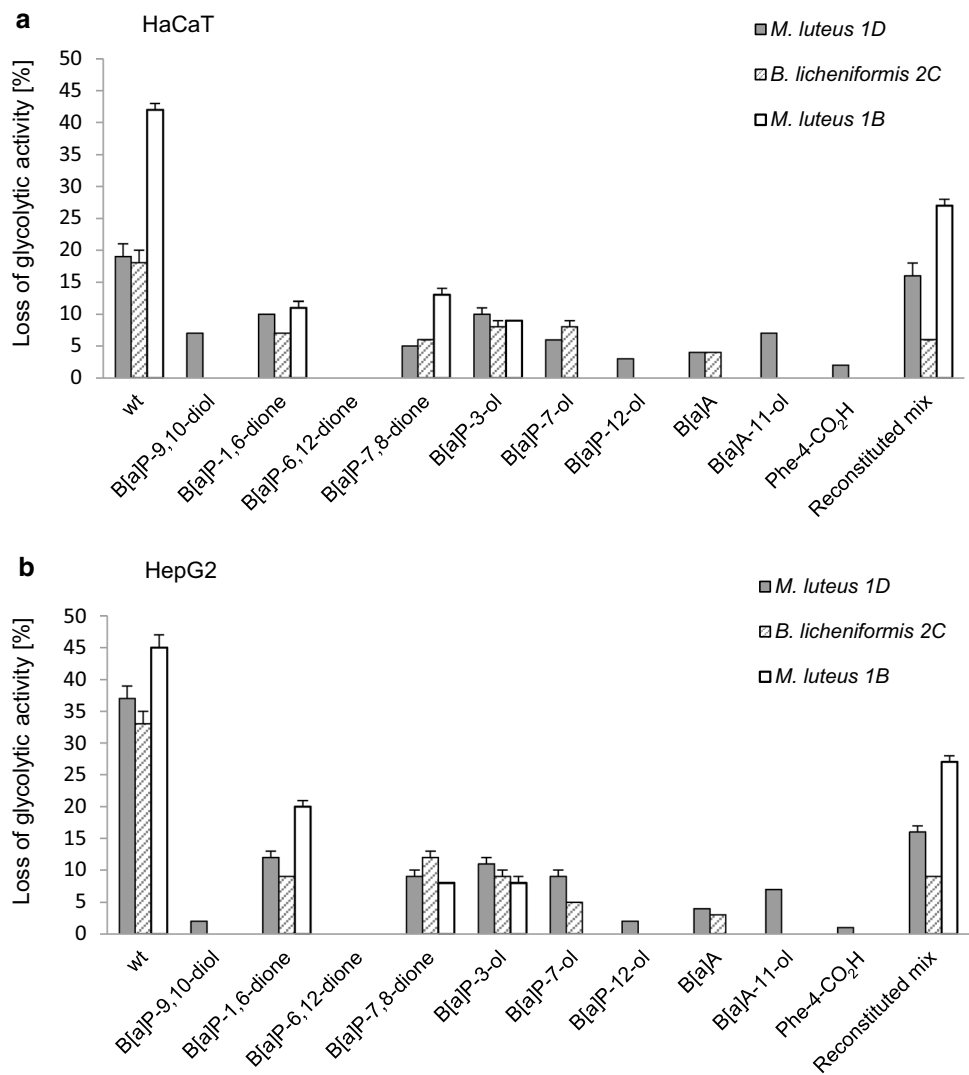 a
HaCaT
M. luteus 1D
B. licheniformis 2C
M. luteus 1B
Loss of glycolytic activity [%]
50
45
40
35
30
25
20
15
10
5
0
wt
B[a]P-9,10-diol
B[a]P-1,6-dione
B[a]P-6,12-dione
B[a]P-7,8-dione
B[a]P-3-ol
B[a]P-7-ol
B[a]P-12-ol
B[a]A
B[a]A-11-ol
Phe-4-CO₂H
Reconstituted mix
b
HepG2
M. luteus 1D
B. licheniformis 2C
M. luteus 1B
Loss of glycolytic activity [%]
50
45
40
35
30
25
20
15
10
5
0
wt
B[a]P-9,10-diol
B[a]P-1,6-dione
B[a]P-6,12-dione
B[a]P-7,8-dione
B[a]P-3-ol
B[a]P-7-ol
B[a]P-12-ol
B[a]A
B[a]A-11-ol
Phe-4-CO₂H
Reconstituted mix